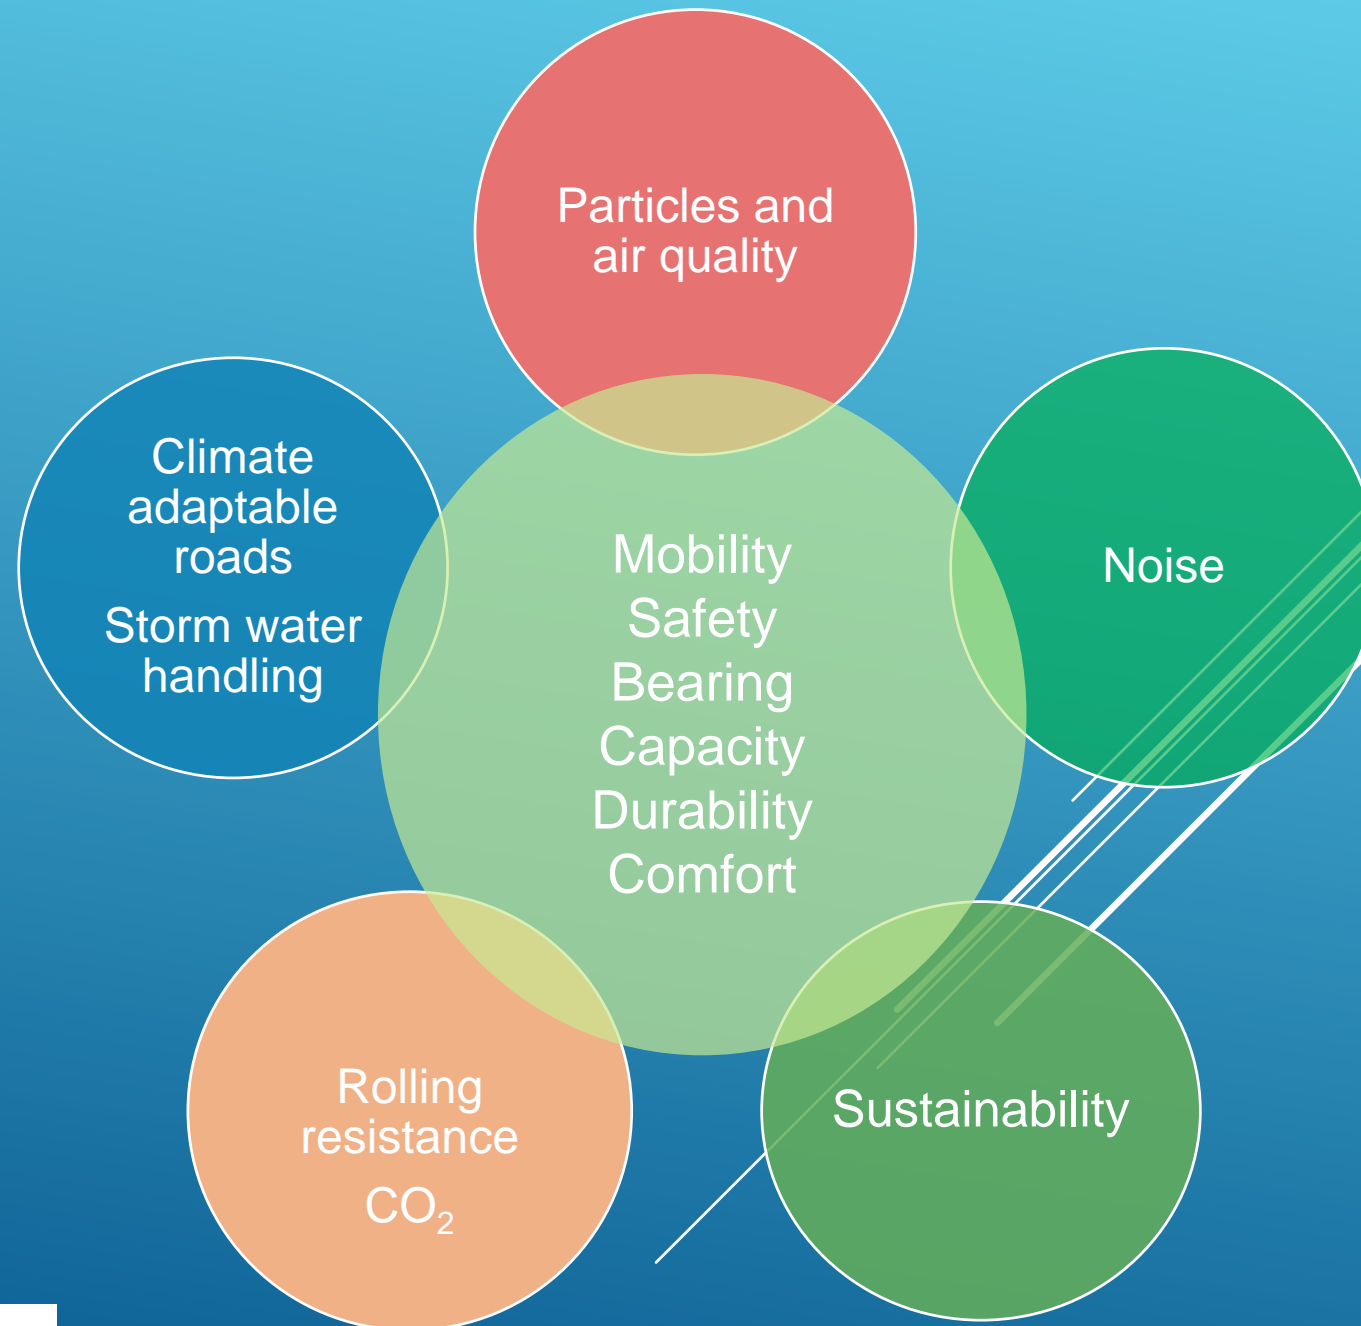 Particles and
air quality
Climate
adaptable
roads
Storm water
handling
Mobility
Safety
Bearing
Capacity
Durability
Comfort
Noise
Rolling
resistance
CO₂
Sustainability